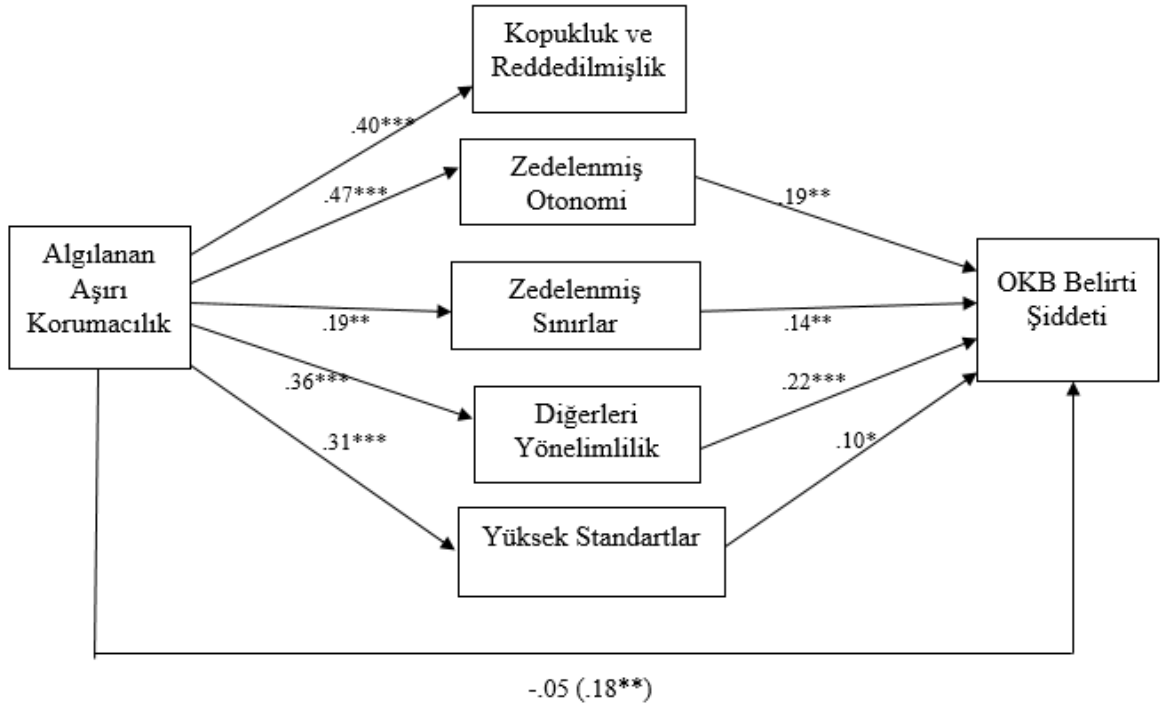 Kopukluk ve
Reddedilmişlik
.40***
Zedelenmiş
Otonomi
.47***
.19**
Algılanan
Aşırı
Korumacılık
Zedelenmiş
Sınırlar
OKB Belirti
Şiddeti
.19**
.14**
.36***
Diğerleri
Yönelimlilik
.22***
.31***
.10*
Yüksek Standartlar
-.05 (.18**)